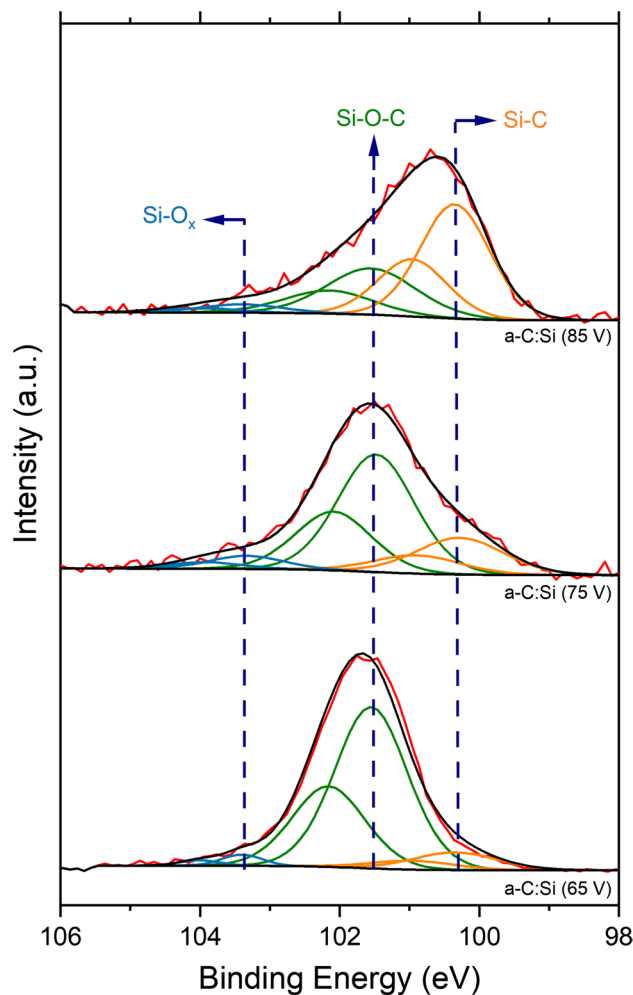 Si-O-C
Si-C
Si-Oₓ
a-C:Si (85 V)
a-C:Si (75 V)
a-C:Si (65 V)
Intensity (a.u.)
106 104 102 100 98
Binding Energy (eV)